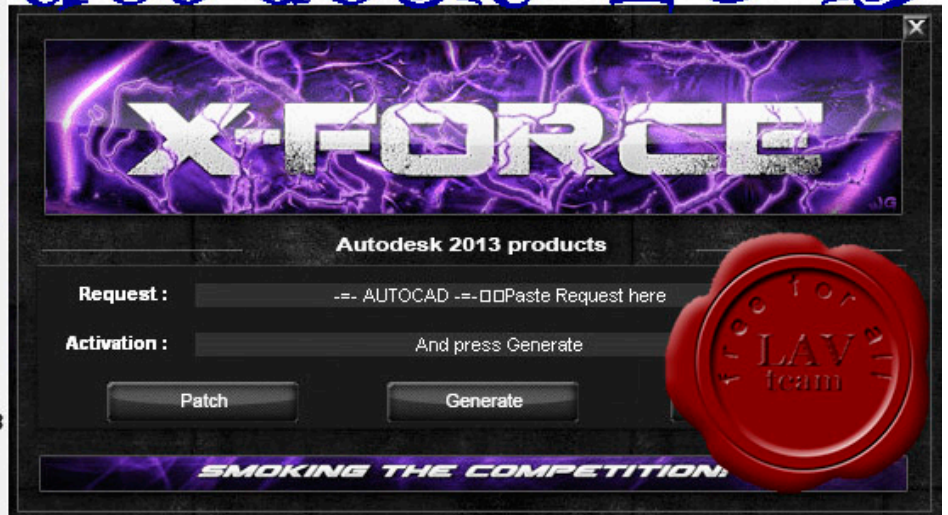 X-FORCE
JG
Autodesk 2013 products
Request :
-=- AUTOCAD -=-□□Paste Request here
Activation :
And press Generate
Patch
Generate
free for all
LAV
team
SMOKING THE COMPETITION!